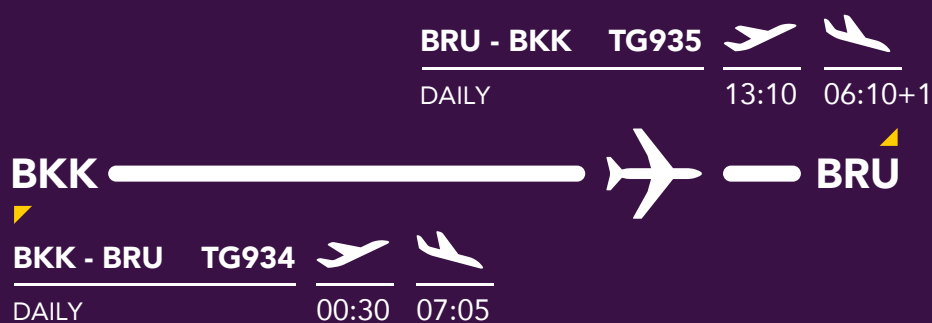 BRU - BKK TG935
DAILY 13:10 06:10+1
BKK BRU
BKK - BRU TG934
DAILY 00:30 07:05